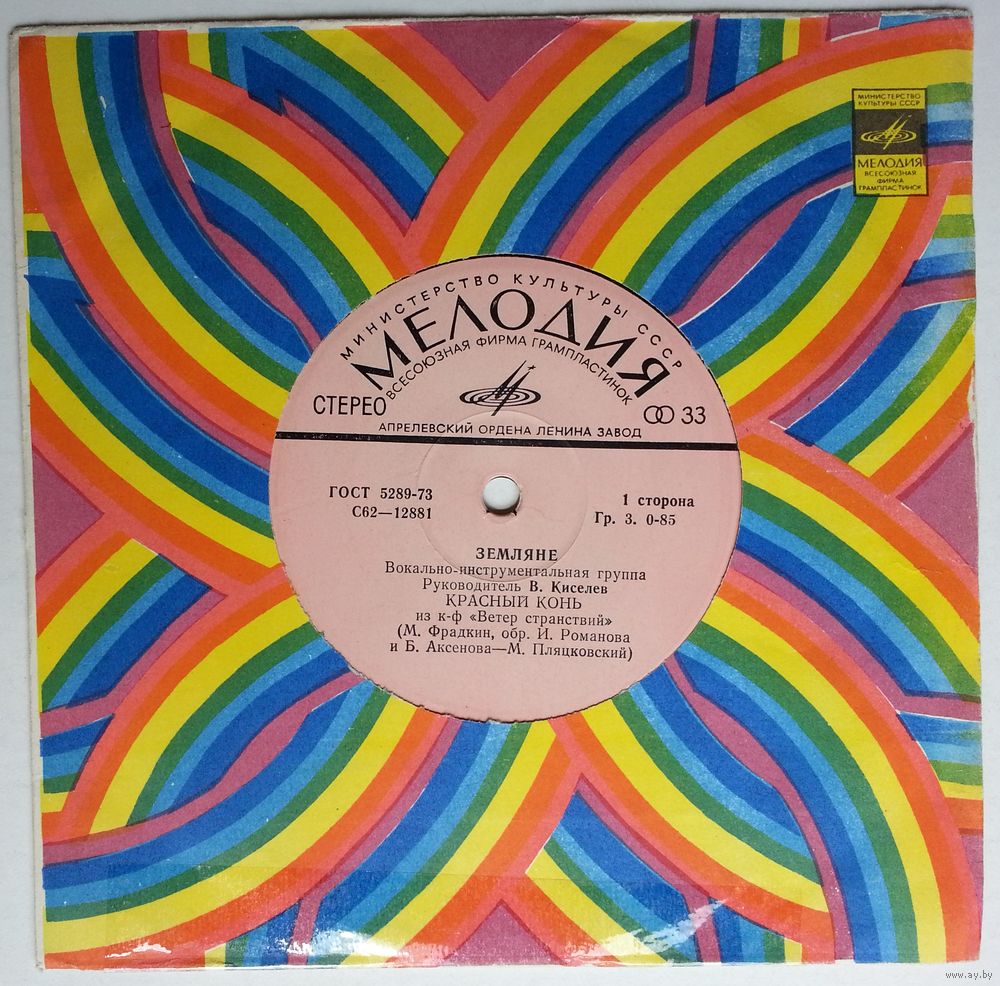 МИНИСТЕРСТВО
КУЛЬТУРЫ СССР
МЕЛОДИЯ
ВСЕСОЮЗНАЯ
ФИРМА
ГРАМПЛАСТИНОК
МИНИСТЕРСТВО КУЛЬТУРЫ СССР
МЕЛОДИЯ
ВСЕСОЮЗНАЯ ФИРМА ГРАМПЛАСТИНОК
СТЕРЕО 33
АПРЕЛЕВСКИЙ ОРДЕНА ЛЕНИНА ЗАВОД
ГОСТ 5289-73 1 сторона
С62—12881 Гр. 3. 0-85
ЗЕМЛЯНЕ
Вокально-инструментальная группа
Руководитель В. Киселев
КРАСНЫЙ КОНЬ
из к-ф «Ветер странствий»
(М. Фрадкин, обр. И. Романова
и Б. Аксенова—М. Пляцковский)
www.ay.by